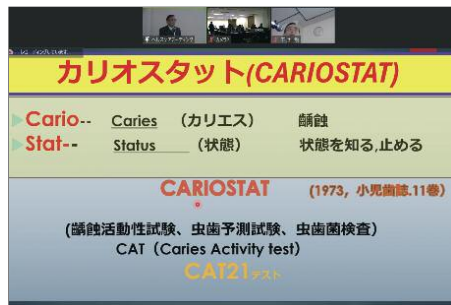 カリオスタット(CARIOSTAT)
Cario-- Caries （カリエス） 齲蝕
Stat-- Status （状態） 状態を知る,止める
CARIOSTAT (1973, 小児歯誌.11巻)
(齲蝕活動性試験、虫歯予測試験、虫歯菌検査)
CAT（Caries Activity test）
CAT21テスト